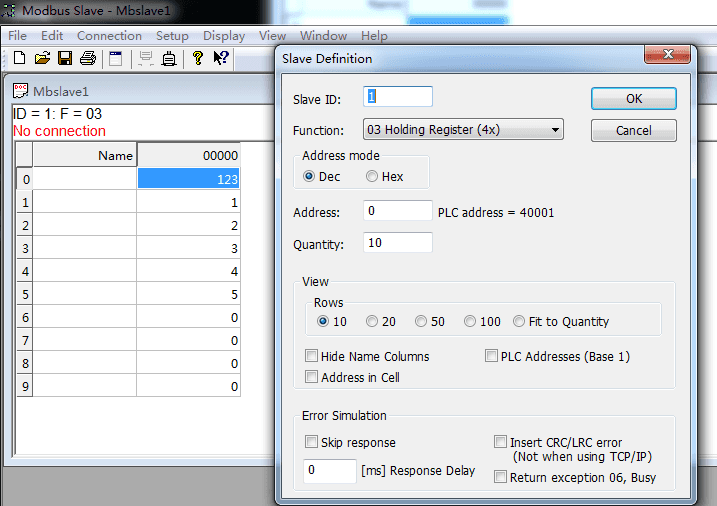 Modbus Slave - Mbslave1
File Edit Connection Setup Display View Window Help
Mbslave1
ID = 1: F = 03
No connection
Name 00000
0 123
1 1
2 2
3 3
4 4
5 5
6 0
7 0
8 0
9 0
Slave Definition
Slave ID: 1
OK
Function: 03 Holding Register (4x)
Cancel
Address mode
Dec Hex
Address: 0 PLC address = 40001
Quantity: 10
View
Rows
10 20 50 100 Fit to Quantity
Hide Name Columns PLC Addresses (Base 1)
Address in Cell
Error Simulation
Skip response Insert CRC/LRC error
(Not when using TCP/IP)
0 [ms] Response Delay
Return exception 06, Busy